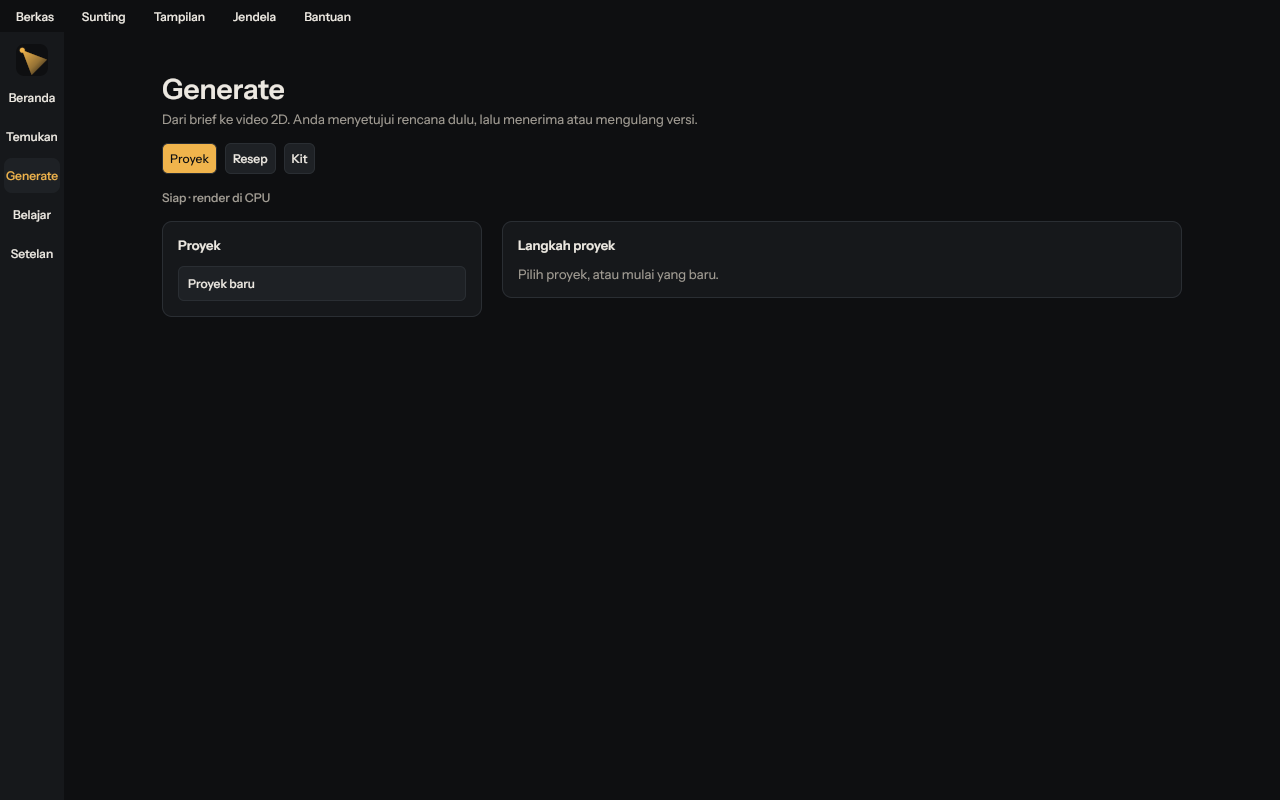 Berkas Sunting Tampilan Jendela Bantuan
Beranda
Temukan
Generate
Belajar
Setelan
Generate
Dari brief ke video 2D. Anda menyetujui rencana dulu, lalu menerima atau mengulang versi.
Proyek Resep Kit
Siap · render di CPU
Proyek
Proyek baru
Langkah proyek
Pilih proyek, atau mulai yang baru.